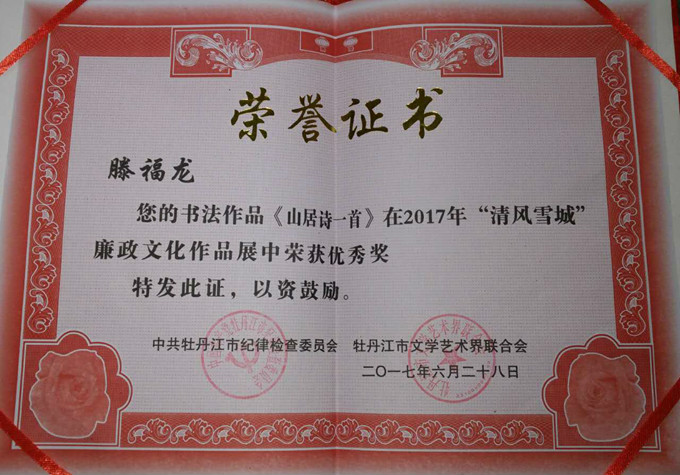 荣誉证书
滕福龙
您的书法作品《山居诗一首》在2017年“清风雪城”
廉政文化作品展中荣获优秀奖
特发此证，以资鼓励。
中共牡丹江市纪律检查委员会 牡丹江市文学艺术界联合会
二〇一七年六月二十八日